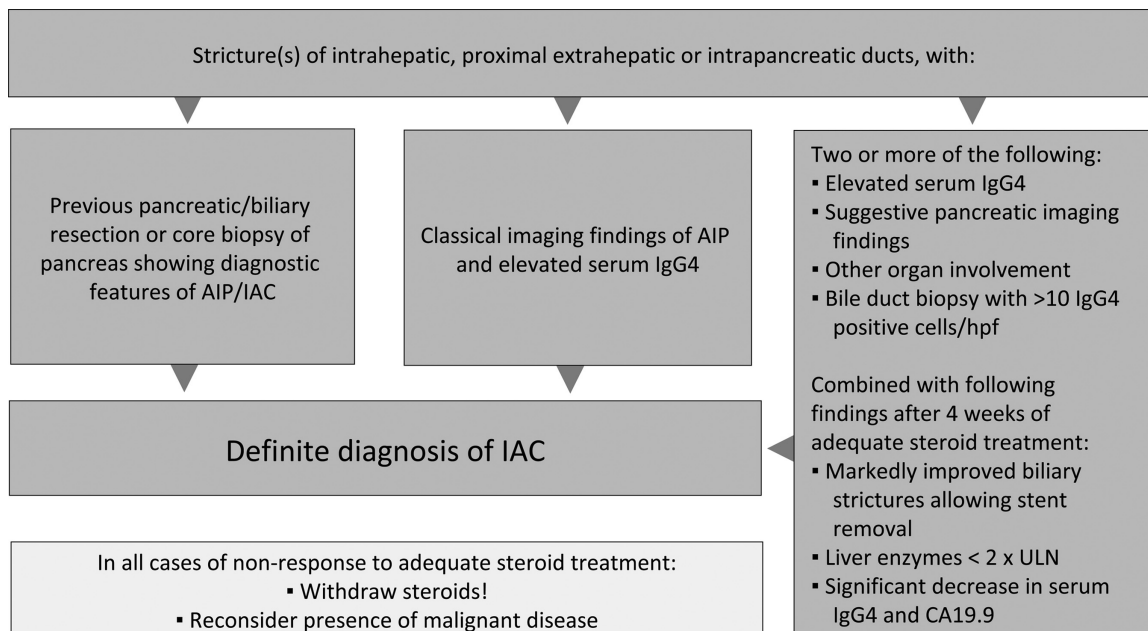 Stricture(s) of intrahepatic, proximal extrahepatic or intrapancreatic ducts, with:
Previous pancreatic/biliary
resection or core biopsy of
pancreas showing diagnostic
features of AIP/IAC
Classical imaging findings of AIP
and elevated serum IgG4
Two or more of the following:
▪ Elevated serum IgG4
▪ Suggestive pancreatic imaging
findings
▪ Other organ involvement
▪ Bile duct biopsy with >10 IgG4
positive cells/hpf
Combined with following
findings after 4 weeks of
adequate steroid treatment:
▪ Markedly improved biliary
strictures allowing stent
removal
▪ Liver enzymes < 2 x ULN
▪ Significant decrease in serum
IgG4 and CA19.9
Definite diagnosis of IAC
In all cases of non-response to adequate steroid treatment:
▪ Withdraw steroids!
▪ Reconsider presence of malignant disease